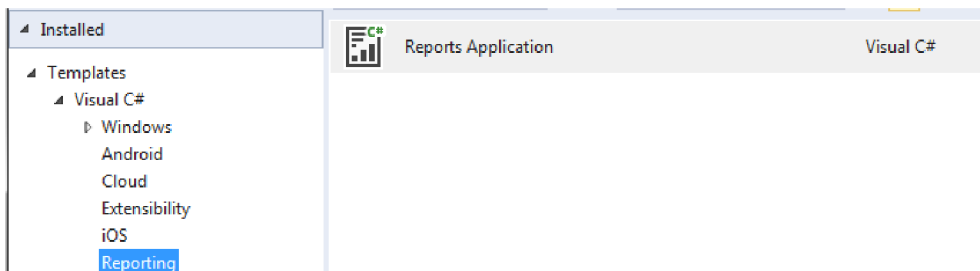 Installed
Templates
Visual C#
Windows
Android
Cloud
Extensibility
iOS
Reporting
C#
Reports Application Visual C#